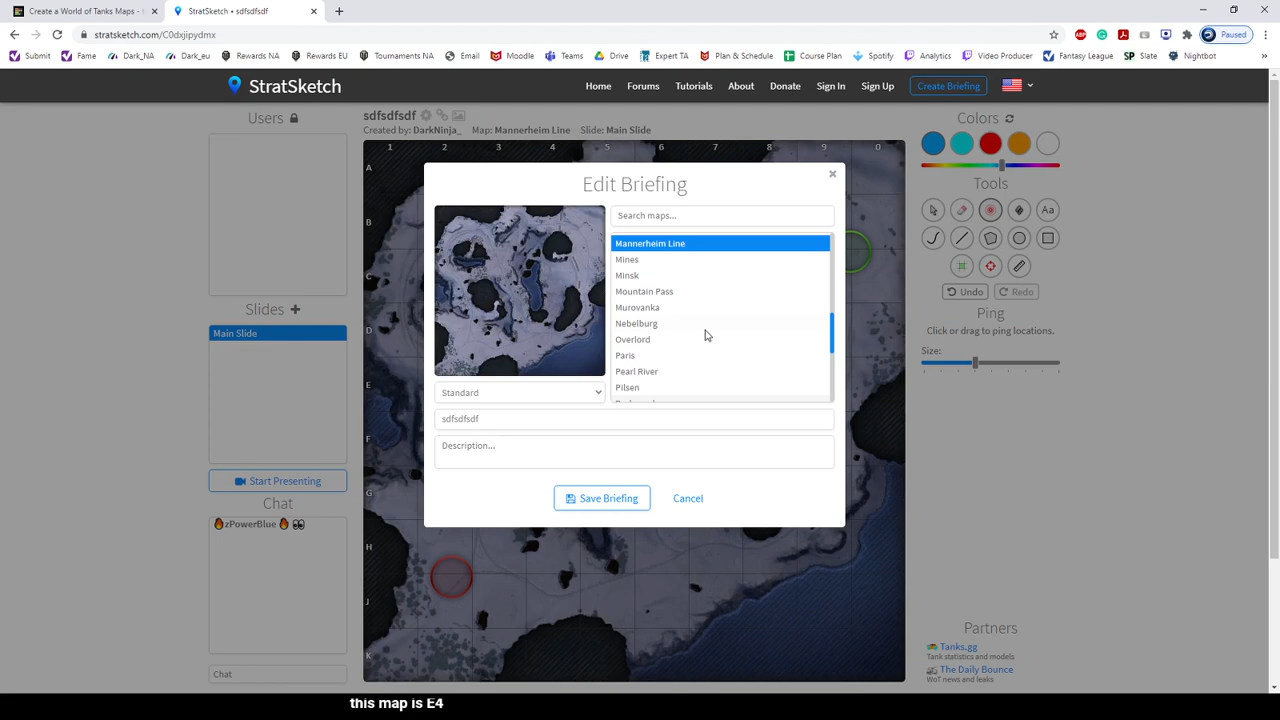 Create a World of Tanks Maps -
StratSketch • sdfsdfsdf
stratsketch.com/C0dxjipydmx
Paused
Submit
Fame
Dark_NA
Dark_eu
Rewards NA
Rewards EU
Tournaments NA
Email
Moodle
Teams
Drive
Expert TA
Plan & Schedule
Course Plan
Spotify
Analytics
Video Producer
Fantasy League
SP Slate
Nightbot
StratSketch
Home
Forums
Tutorials
About
Donate
Sign In
Sign Up
Create Briefing
Users
sdfsdfsdf
Created by: DarkNinja_ Map: Mannerheim Line Slide: Main Slide
1 2 3 4 5 6 7 8 9 0
A
B
C
D
E
F
G
H
J
K
Slides
Main Slide
Start Presenting
Chat
🔥zPowerBlue 🔥 👀
Chat
Edit Briefing
Search maps...
Mannerheim Line
Mines
Minsk
Mountain Pass
Murovanka
Nebelburg
Overlord
Paris
Pearl River
Pilsen
Standard
sdfsdfsdf
Description...
Save Briefing
Cancel
Colors
Tools
Aa
Undo
Redo
Ping
Click or drag to ping locations.
Size:
Partners
Tanks.gg
Tank statistics and models
The Daily Bounce
WoT news and leaks
this map is E4